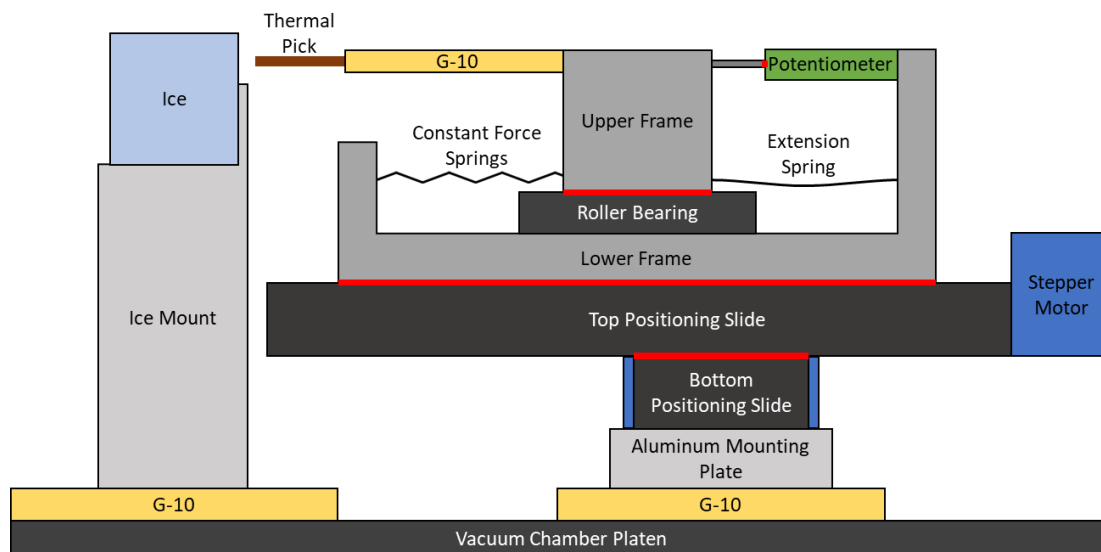 Thermal
Pick
Ice
G-10
Potentiometer
Upper Frame
Constant Force
Springs
Extension
Spring
Roller Bearing
Lower Frame
Stepper
Motor
Ice Mount
Top Positioning Slide
Bottom
Positioning Slide
Aluminum Mounting
Plate
G-10
G-10
Vacuum Chamber Platen